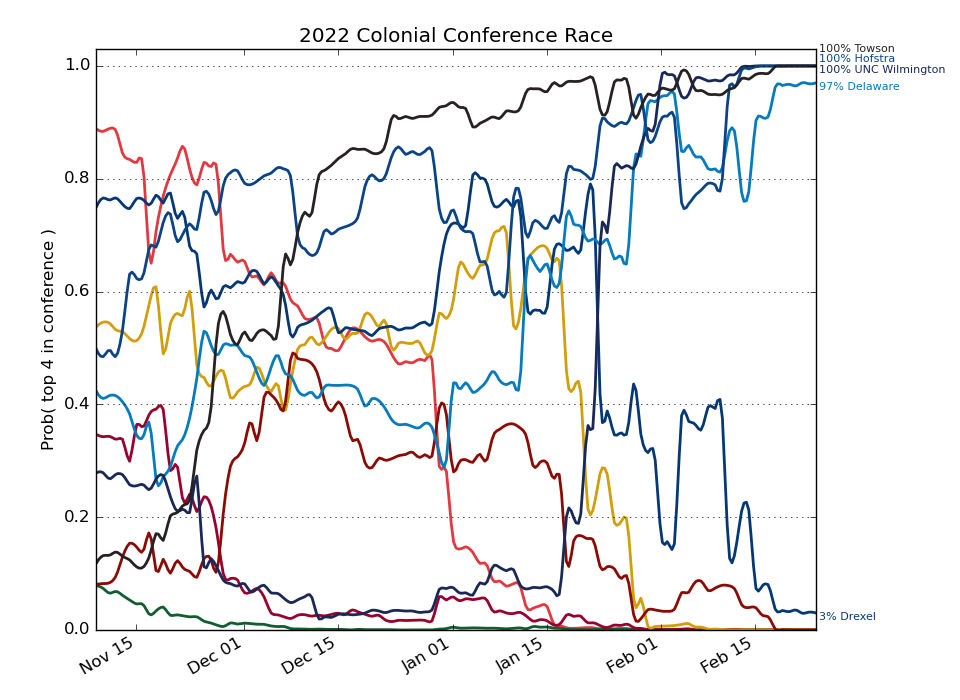 2022 Colonial Conference Race
Prob( top 4 in conference )
1.0
0.8
0.6
0.4
0.2
0.0
Nov 15
Dec 01
Dec 15
Jan 01
Jan 15
Feb 01
Feb 15
100% Towson
100% Hofstra
100% UNC Wilmington
97% Delaware
3% Drexel